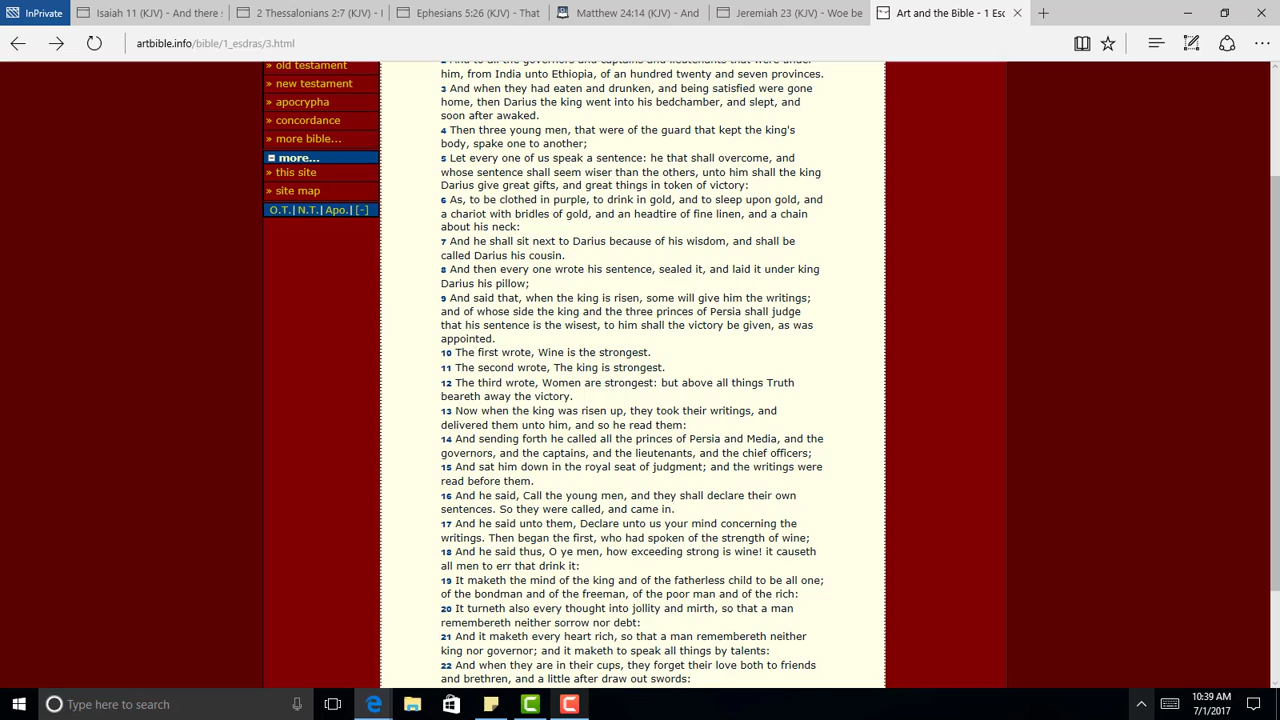 InPrivate
Isaiah 11 (KJV) - And there s
2 Thessalonians 2:7 (KJV) - I
Ephesians 5:26 (KJV) - That
Matthew 24:14 (KJV) - And
Jeremiah 23 (KJV) - Woe be
Art and the Bible - 1 Esd
artbible.info/bible/1_esdras/3.html
» old testament
» new testament
» apocrypha
» concordance
» more bible...
more...
» this site
» site map
O.T.| N.T.| Apo.| [-]
2 And to all the governors and captains and lieutenants that were under
him, from India unto Ethiopia, of an hundred twenty and seven provinces.
3 And when they had eaten and drunken, and being satisfied were gone
home, then Darius the king went into his bedchamber, and slept, and
soon after awaked.
4 Then three young men, that were of the guard that kept the king's
body, spake one to another;
5 Let every one of us speak a sentence: he that shall overcome, and
whose sentence shall seem wiser than the others, unto him shall the king
Darius give great gifts, and great things in token of victory:
6 As, to be clothed in purple, to drink in gold, and to sleep upon gold, and
a chariot with bridles of gold, and an headtire of fine linen, and a chain
about his neck:
7 And he shall sit next to Darius because of his wisdom, and shall be
called Darius his cousin.
8 And then every one wrote his sentence, sealed it, and laid it under king
Darius his pillow;
9 And said that, when the king is risen, some will give him the writings;
and of whose side the king and the three princes of Persia shall judge
that his sentence is the wisest, to him shall the victory be given, as was
appointed.
10 The first wrote, Wine is the strongest.
11 The second wrote, The king is strongest.
12 The third wrote, Women are strongest: but above all things Truth
beareth away the victory.
13 Now when the king was risen up, they took their writings, and
delivered them unto him, and so he read them:
14 And sending forth he called all the princes of Persia and Media, and the
governors, and the captains, and the lieutenants, and the chief officers;
15 And sat him down in the royal seat of judgment; and the writings were
read before them.
16 And he said, Call the young men, and they shall declare their own
sentences. So they were called, and came in.
17 And he said unto them, Declare unto us your mind concerning the
writings. Then began the first, who had spoken of the strength of wine;
18 And he said thus, O ye men, how exceeding strong is wine! it causeth
all men to err that drink it:
19 It maketh the mind of the king and of the fatherless child to be all one;
of the bondman and of the freeman, of the poor man and of the rich:
20 It turneth also every thought into jollity and mirth, so that a man
remembereth neither sorrow nor debt:
21 And it maketh every heart rich, so that a man remembereth neither
king nor governor; and it maketh to speak all things by talents:
22 And when they are in their cups, they forget their love both to friends
and brethren, and a little after draw out swords:
Type here to search
10:39 AM
7/1/2017